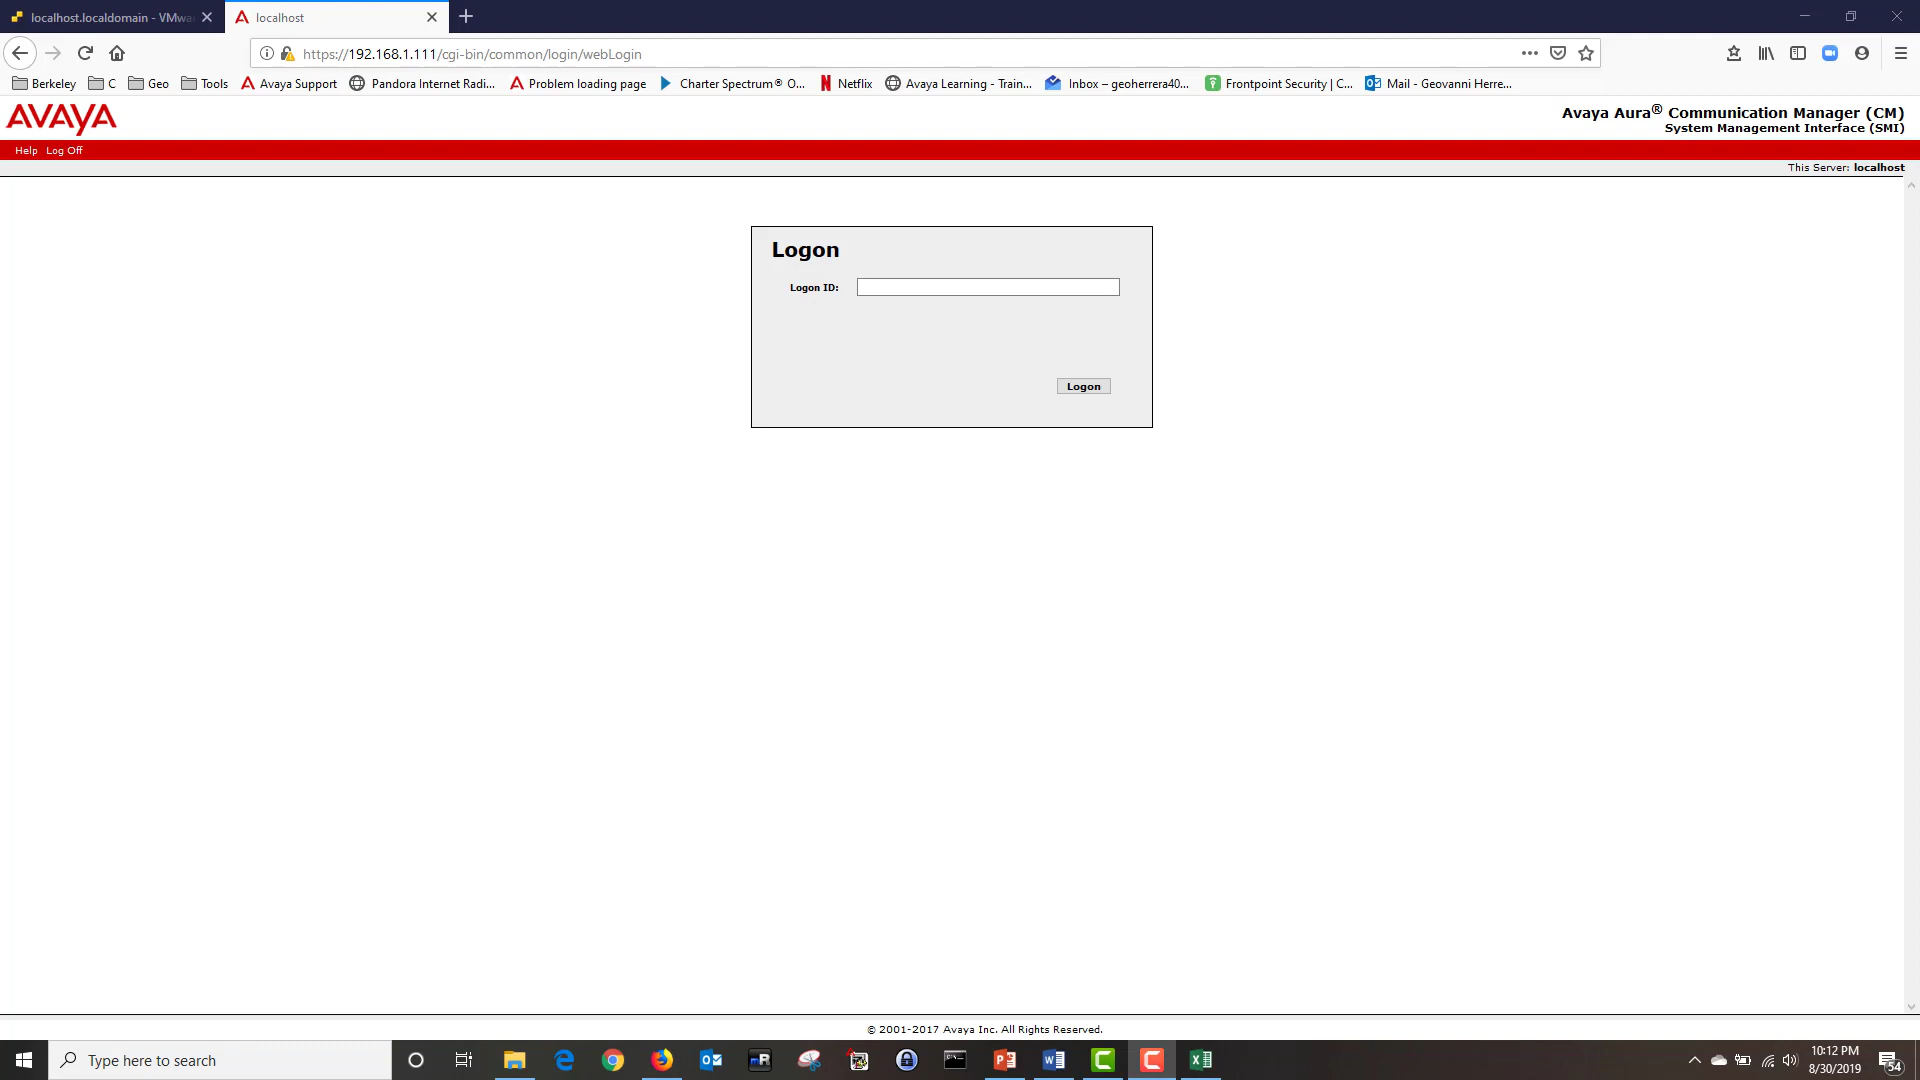 localhost.localdomain - VMwa
localhost
https://192.168.1.111/cgi-bin/common/login/webLogin
Berkeley C Geo Tools Avaya Support Pandora Internet Radi... Problem loading page Charter Spectrum® O... Netflix Avaya Learning - Train... Inbox – geoherrera40... Frontpoint Security | C... Mail - Geovanni Herre...
AVAYA
Avaya Aura® Communication Manager (CM)
System Management Interface (SMI)
Help Log Off
This Server: localhost
Logon
Logon ID:
Logon
© 2001-2017 Avaya Inc. All Rights Reserved.
Type here to search
10:12 PM
8/30/2019
54